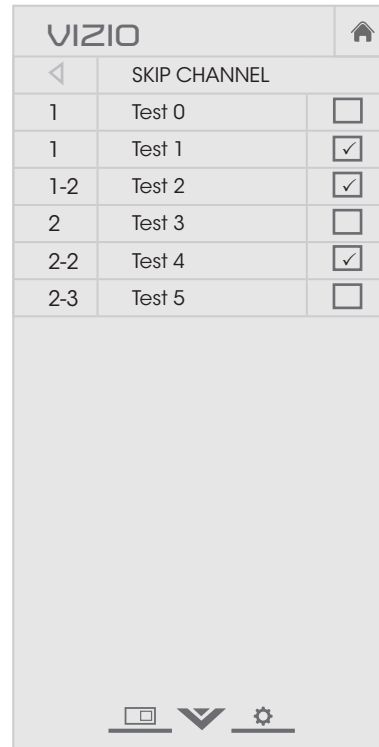 VIZIO
SKIP CHANNEL
1 Test 0
1 Test 1
1-2 Test 2
2 Test 3
2-2 Test 4
2-3 Test 5